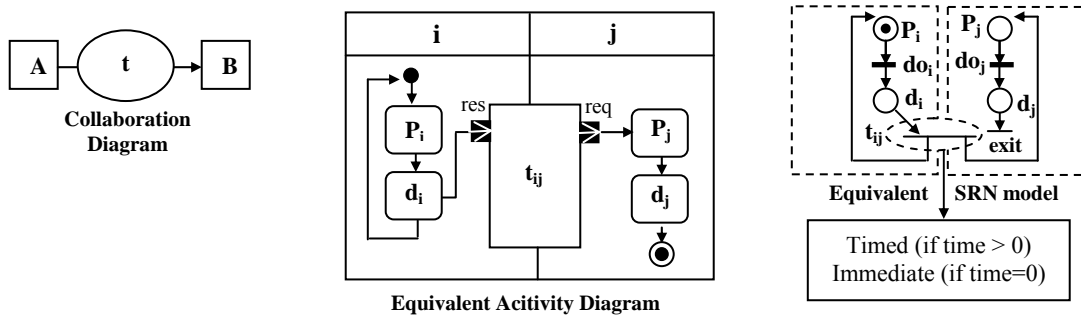 A
t
B
Collaboration
Diagram
i
j
res
req
P_i
d_i
t_ij
P_j
d_j
Equivalent Acitivity Diagram
P_i
P_j
do_i
do_j
d_i
d_j
t_ij
exit
Equivalent
SRN model
Timed (if time > 0)
Immediate (if time=0)